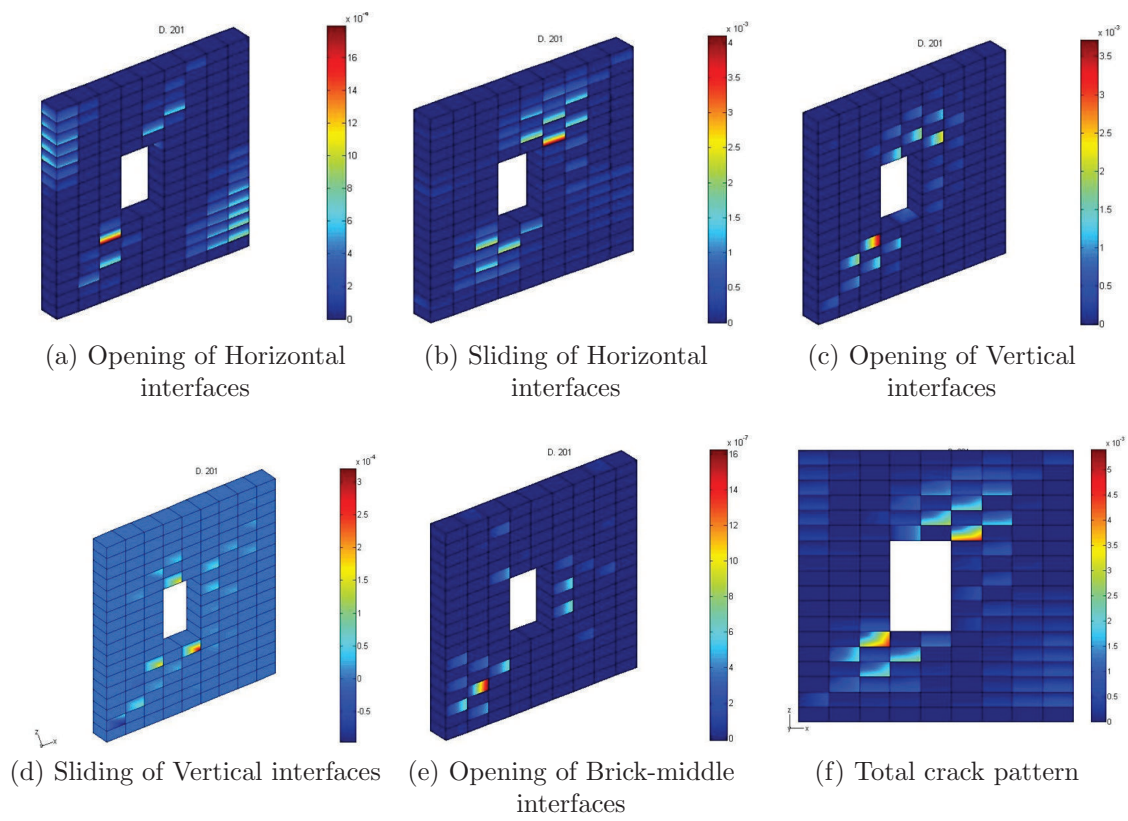 D. 201
x 10
16
14
12
10
8
6
4
2
0
(a) Opening of Horizontal
interfaces
D. 201
x 10⁻³
4
3.5
3
2.5
2
1.5
1
0.5
0
(b) Sliding of Horizontal
interfaces
D. 201
x 10⁻³
3.5
3
2.5
2
1.5
1
0.5
0
(c) Opening of Vertical
interfaces
D. 201
x 10⁻⁴
3
2.5
2
1.5
1
0.5
0
-0.5
z
x
(d) Sliding of Vertical interfaces
D. 201
x 10⁻⁷
16
14
12
10
8
6
4
2
0
(e) Opening of Brick-middle
interfaces
x 10⁻³
5
4.5
4
3.5
3
2.5
2
1.5
1
0.5
0
z
y x
(f) Total crack pattern